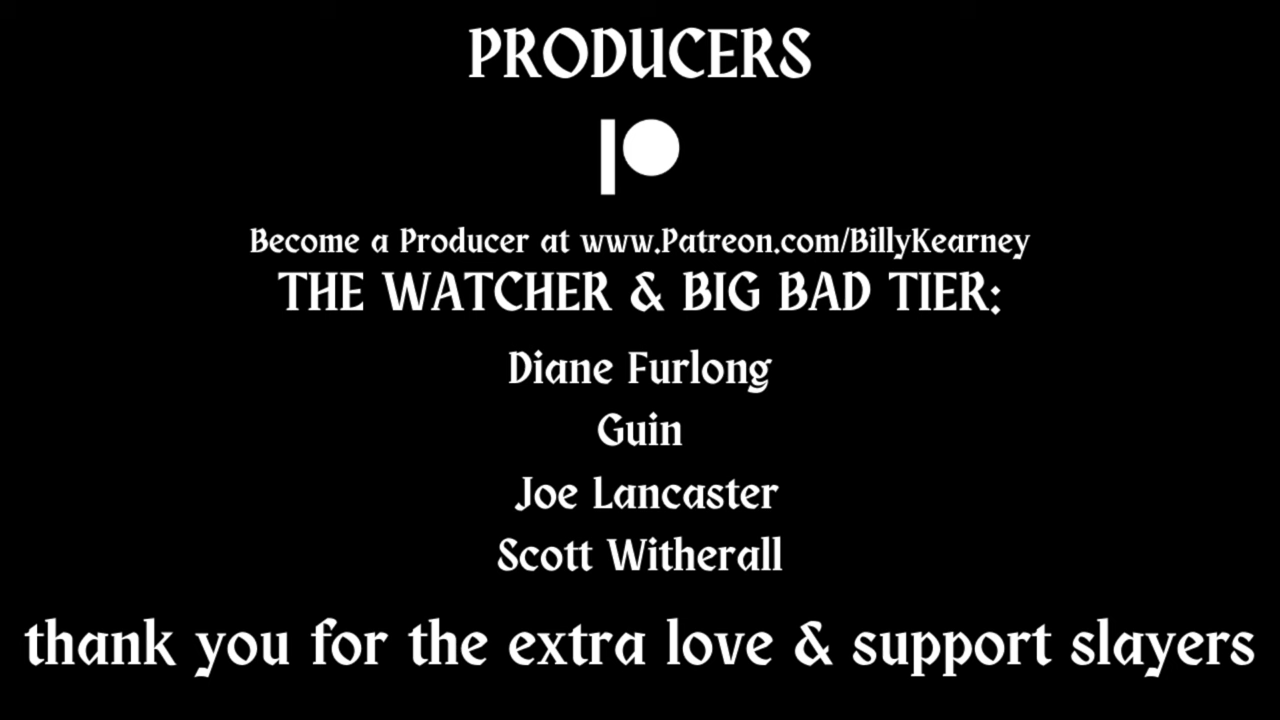 PRODUCERS
Become a Producer at www.Patreon.com/BillyKearney
THE WATCHER & BIG BAD TIER:
Diane Furlong
Guin
Joe Lancaster
Scott Witherall
thank you for the extra love & support slayers